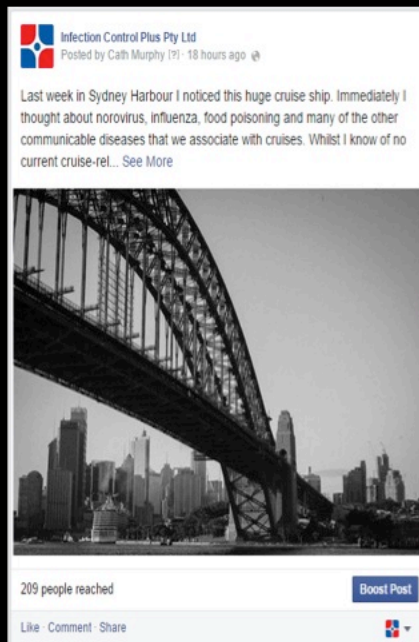 Infection Control Plus Pty Ltd
Posted by Cath Murphy [?] · 18 hours ago
Last week in Sydney Harbour I noticed this huge cruise ship. Immediately I
thought about norovirus, influenza, food poisoning and many of the other
communicable diseases that we associate with cruises. Whilst I know of no
current cruise-rel... See More
209 people reached
Boost Post
Like · Comment · Share